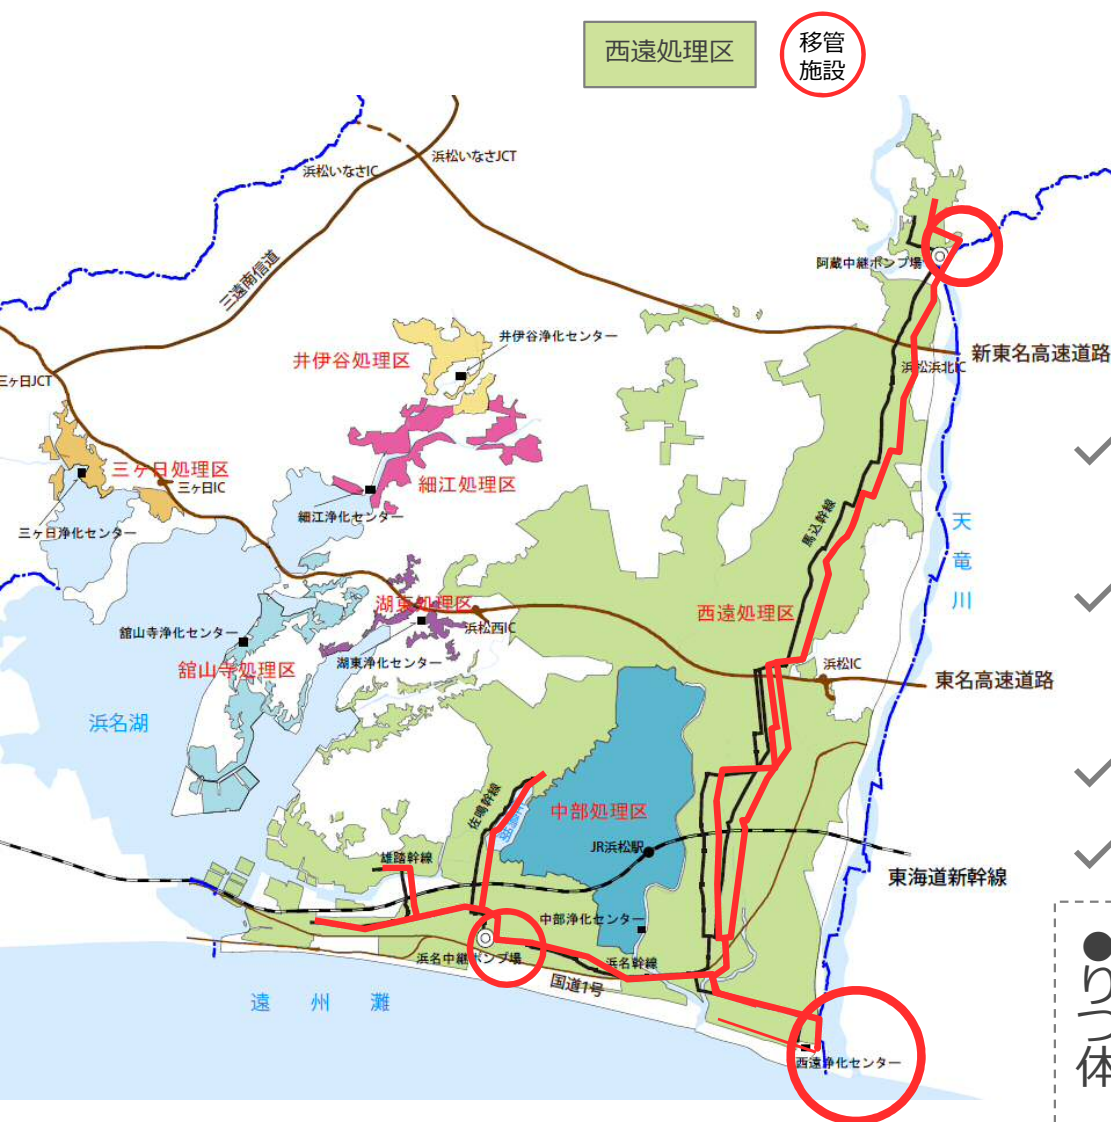 西遠処理区
移管
施設
浜松いなさJCT
浜松いなさIC
三遠南信道
阿蔵中継ポンプ場
新東名高速道路
浜松浜北IC
井伊谷浄化センター
井伊谷処理区
三ヶ日JCT
三ヶ日処理区
三ヶ日IC
細江処理区
細江浄化センター
三ヶ日浄化センター
馬込幹線
天
竜
川
湖東処理区
浜松西IC
西遠処理区
舘山寺浄化センター
湖東浄化センター
舘山寺処理区
浜松IC
東名高速道路
浜名湖
佐鳴幹線
中部処理区
JR浜松駅
雄踏幹線
東海道新幹線
中部浄化センター
浜名中継ポンプ場
浜名幹線
国道1号
遠 州 灘
西遠浄化センター
●
り
つ
体